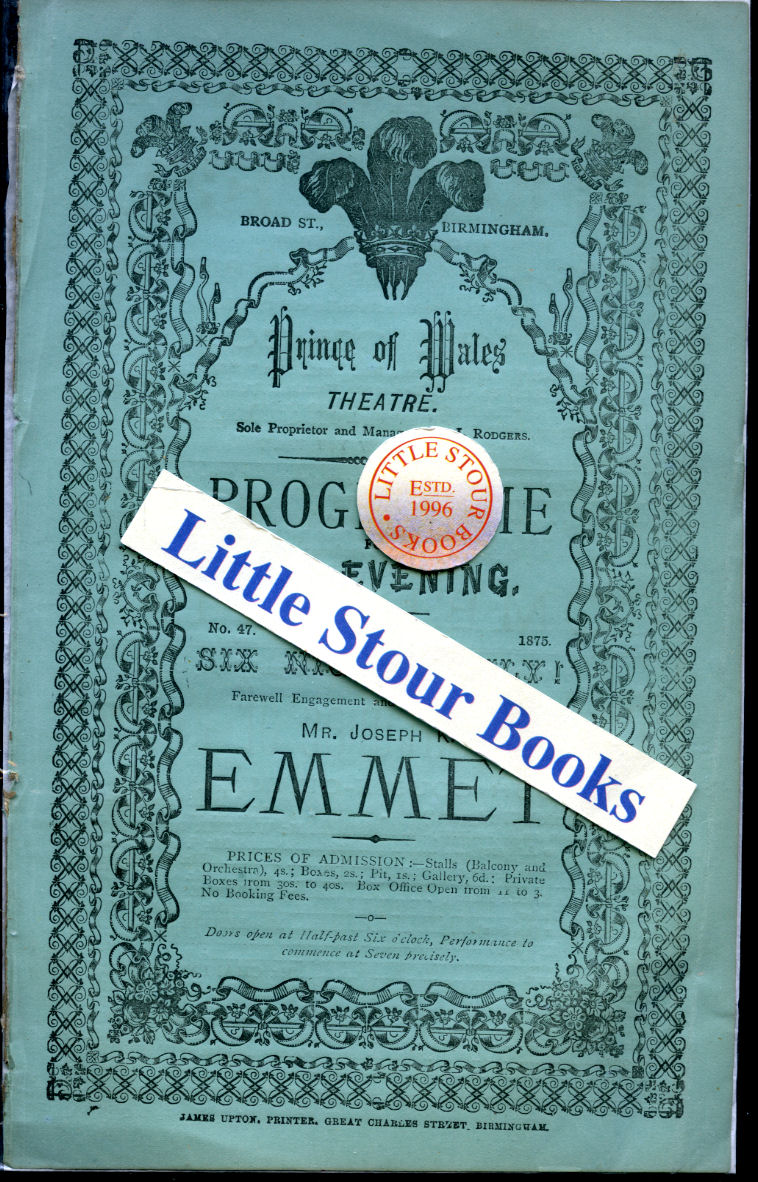 BROAD ST., BIRMINGHAM.
Prince of Wales
THEATRE.
Sole Proprietor and RODGERS.
LITTLE STOUR BOOKS
ESTD.
1996
EVENING.
Little Stour Books
No. 47. 1875.
SIX
Farewell Engagement
MR. JOSEPH
EMMET
PRICES OF ADMISSION:—Stalls (Balcony and
Orchestra), 4s.; Boxes, 2s.; Pit, 1s.; Gallery, 6d.; Private
Boxes from 30s. to 40s. Box Office Open from 11 to 3.
No Booking Fees.
—o—
Doors open at Half-past Six o'clock, Performance to
commence at Seven precisely.
JAMES UPTON, PRINTER, GREAT CHARLES STREET, BIRMINGHAM.